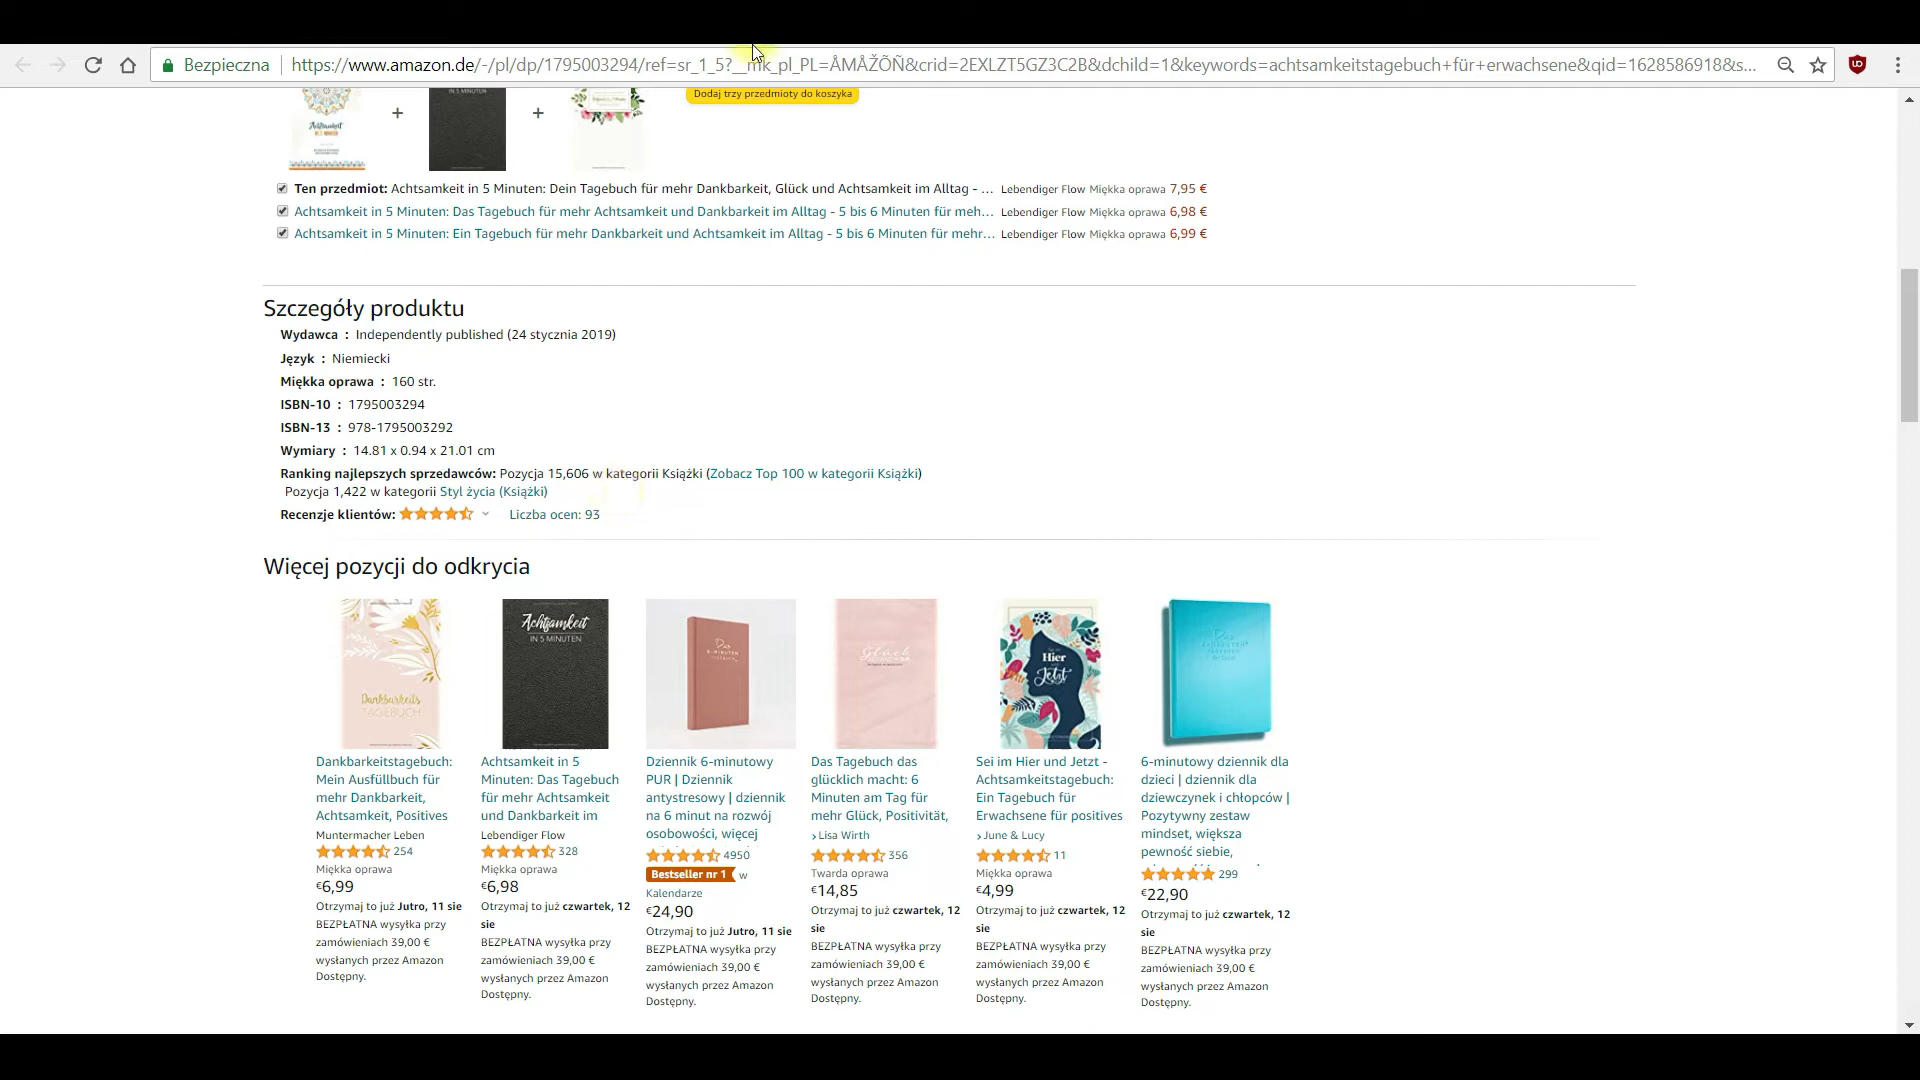 Bezpieczna https://www.amazon.de/-/pl/dp/1795003294/ref=sr_1_5?__mk_pl_PL=ÅMÅŽÕÑ&crid=2EXLZT5GZ3C2B&dchild=1&keywords=achtsamkeitstagebuch+für+erwachsene&qid=1628586918&s...
IN 5 MINUTEN
Dodaj trzy przedmioty do koszyka
Achtsamkeit
+ +
Ten przedmiot: Achtsamkeit in 5 Minuten: Dein Tagebuch für mehr Dankbarkeit, Glück und Achtsamkeit im Alltag - ... Lebendiger Flow Miękka oprawa 7,95 €
Achtsamkeit in 5 Minuten: Das Tagebuch für mehr Achtsamkeit und Dankbarkeit im Alltag - 5 bis 6 Minuten für meh... Lebendiger Flow Miękka oprawa 6,98 €
Achtsamkeit in 5 Minuten: Ein Tagebuch für mehr Dankbarkeit und Achtsamkeit im Alltag - 5 bis 6 Minuten für mehr... Lebendiger Flow Miękka oprawa 6,99 €
Szczegóły produktu
Wydawca : Independently published (24 stycznia 2019)
Język : Niemiecki
Miękka oprawa : 160 str.
ISBN-10 : 1795003294
ISBN-13 : 978-1795003292
Wymiary : 14.81 x 0.94 x 21.01 cm
Ranking najlepszych sprzedawców: Pozycja 15,606 w kategorii Książki (Zobacz Top 100 w kategorii Książki)
Pozycja 1,422 w kategorii Styl życia (Książki)
Recenzje klientów: Liczba ocen: 93
Więcej pozycji do odkrycia
Dankbarkeits
TAGEBUCH
Dankbarkeitstagebuch:
Mein Ausfüllbuch für
mehr Dankbarkeit,
Achtsamkeit, Positives
Muntermacher Leben
254
Miękka oprawa
€6,99
Otrzymaj to już Jutro, 11 sie
BEZPŁATNA wysyłka przy
zamówieniach 39,00 €
wysłanych przez Amazon
Dostępny.
Achtsamkeit
IN 5 MINUTEN
Achtsamkeit in 5
Minuten: Das Tagebuch
für mehr Achtsamkeit
und Dankbarkeit im
Lebendiger Flow
328
Miękka oprawa
€6,98
Otrzymaj to już czwartek, 12
sie
BEZPŁATNA wysyłka przy
zamówieniach 39,00 €
wysłanych przez Amazon
Dostępny.
Das
6-MINUTEN
Dziennik 6-minutowy
PUR | Dziennik
antystresowy | dziennik
na 6 minut na rozwój
osobowości, więcej
4950
Bestseller nr 1 w
Kalendarze
€24,90
Otrzymaj to już Jutro, 11 sie
BEZPŁATNA wysyłka przy
zamówieniach 39,00 €
wysłanych przez Amazon
Dostępny.
Glück
Das Tagebuch das
glücklich macht: 6
Minuten am Tag für
mehr Glück, Positivität,
›Lisa Wirth
356
Twarda oprawa
€14,85
Otrzymaj to już czwartek, 12
sie
BEZPŁATNA wysyłka przy
zamówieniach 39,00 €
wysłanych przez Amazon
Dostępny.
Hier
Jetzt
Sei im Hier und Jetzt -
Achtsamkeitstagebuch:
Ein Tagebuch für
Erwachsene für positives
›June & Lucy
11
Miękka oprawa
€4,99
Otrzymaj to już czwartek, 12
sie
BEZPŁATNA wysyłka przy
zamówieniach 39,00 €
wysłanych przez Amazon
Dostępny.
6-minutowy dziennik dla
dzieci | dziennik dla
dziewczynek i chłopców |
Pozytywny zestaw
mindset, większa
pewność siebie,
299
€22,90
Otrzymaj to już czwartek, 12
sie
BEZPŁATNA wysyłka przy
zamówieniach 39,00 €
wysłanych przez Amazon
Dostępny.